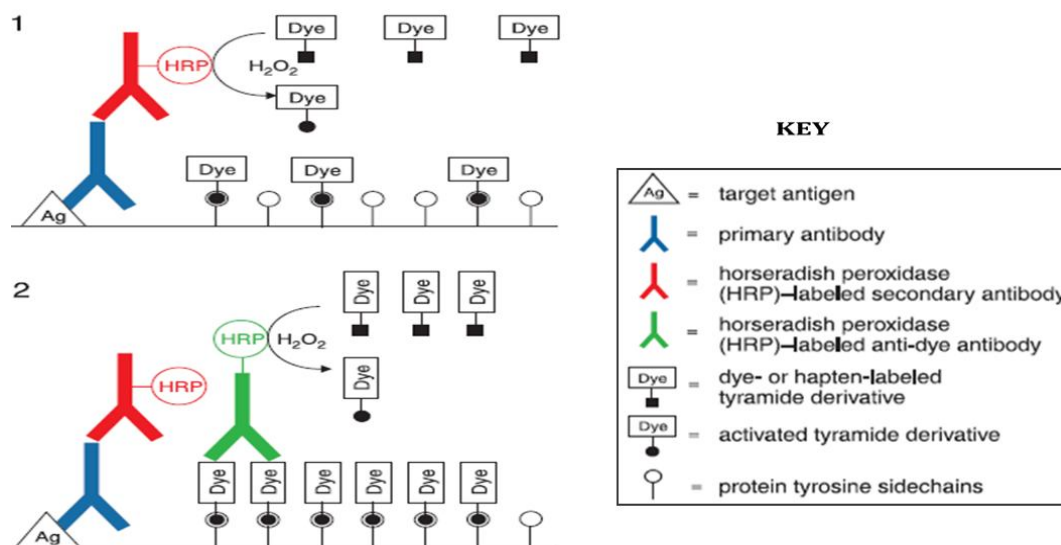 1
Dye
Dye
Dye
HRP
H2O2
Dye
Dye
Dye
Dye
Ag
2
Dye
Dye
Dye
HRP
H2O2
HRP
Dye
Dye
Dye
Dye
Dye
Dye
Dye
Ag
KEY
Ag = target antigen
= primary antibody
= horseradish peroxidase
(HRP)–labeled secondary antibody
= horseradish peroxidase
(HRP)–labeled anti-dye antibody
Dye = dye- or hapten-labeled
tyramide derivative
Dye = activated tyramide derivative
= protein tyrosine sidechains